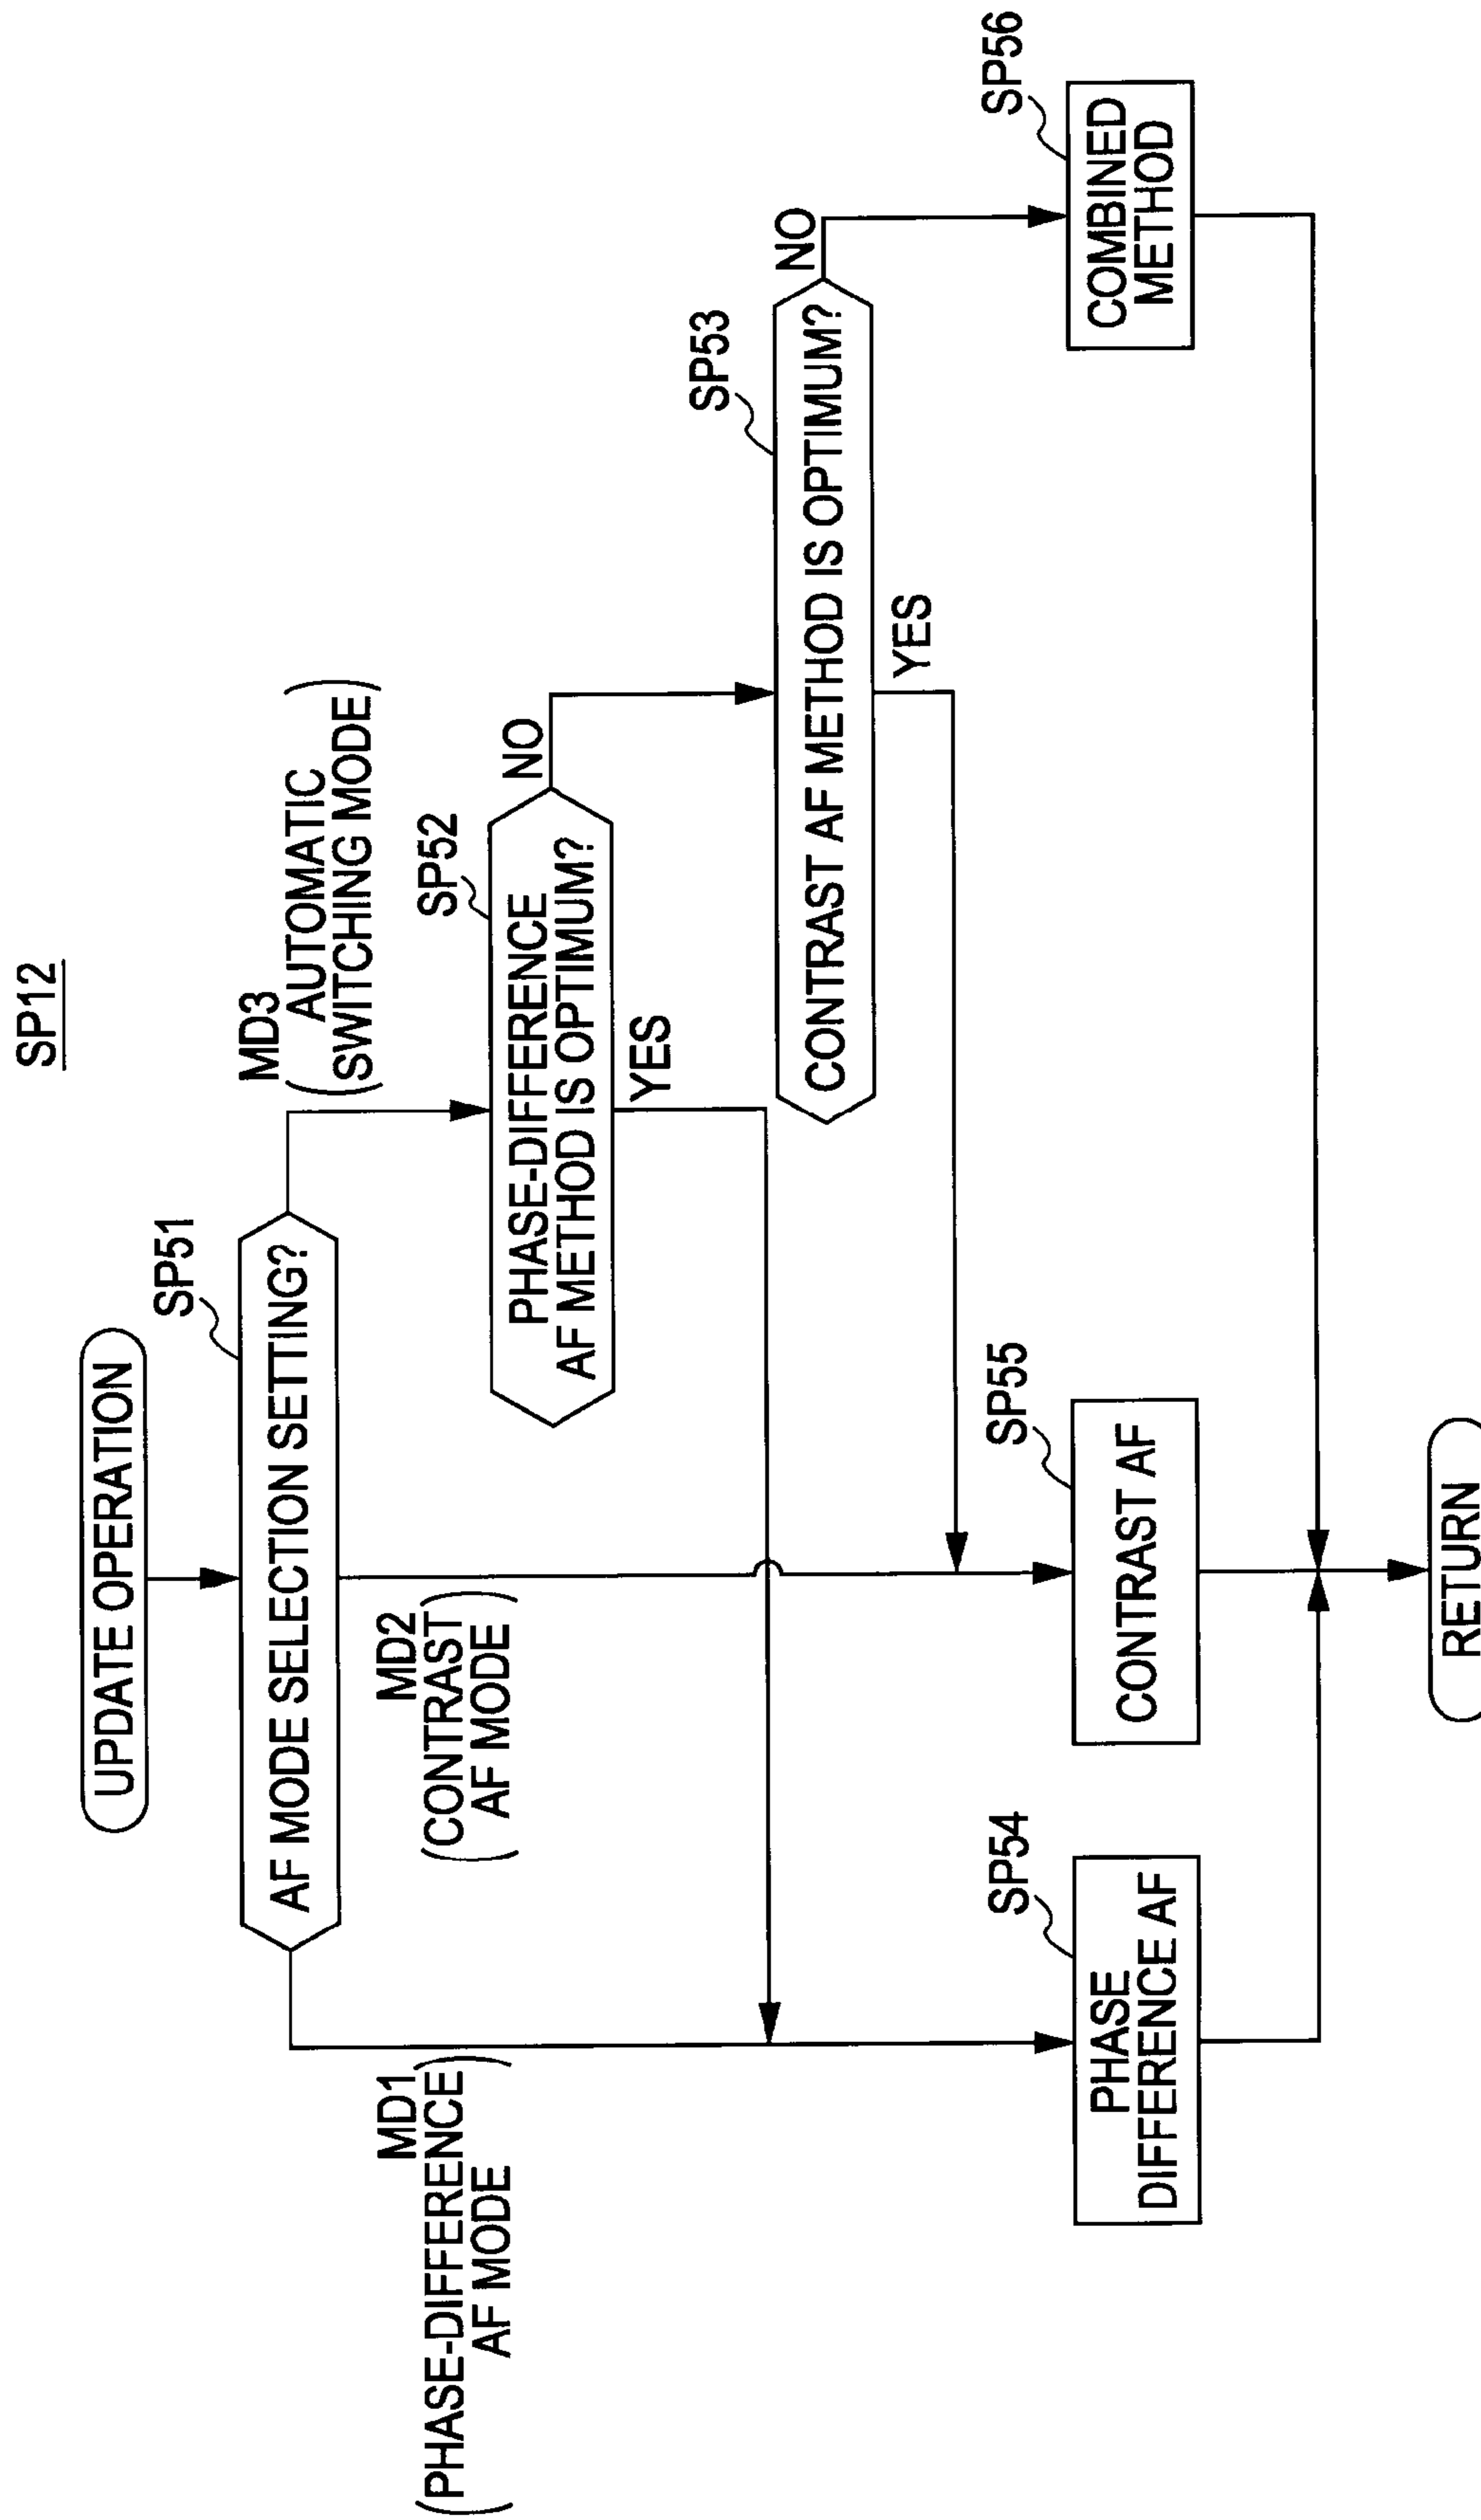 SP12
UPDATE OPERATION
SP51
AF MODE SELECTION SETTING?
MD1
(PHASE-DIFFERENCE
AF MODE)
MD2
(CONTRAST
AF MODE)
MD3
(AUTOMATIC
SWITCHING MODE)
SP52
PHASE-DIFFERENCE
AF METHOD IS OPTIMUM?
NO
YES
SP53
CONTRAST AF METHOD IS OPTIMUM?
NO
YES
SP54
PHASE
DIFFERENCE AF
SP55
CONTRAST AF
SP56
COMBINED
METHOD
RETURN